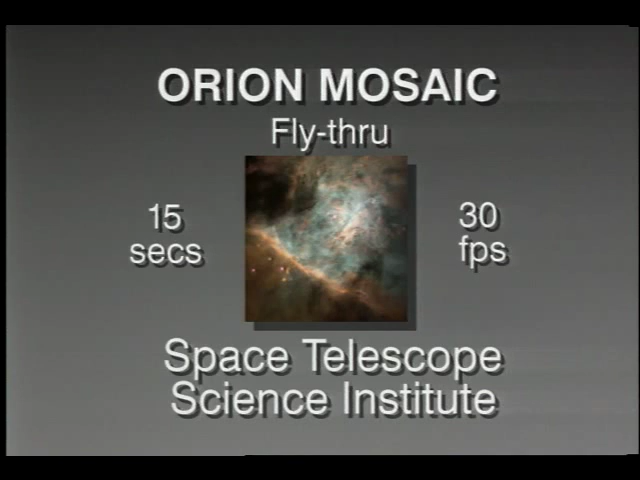 ORION MOSAIC
Fly-thru
15
secs
30
fps
Space Telescope
Science Institute